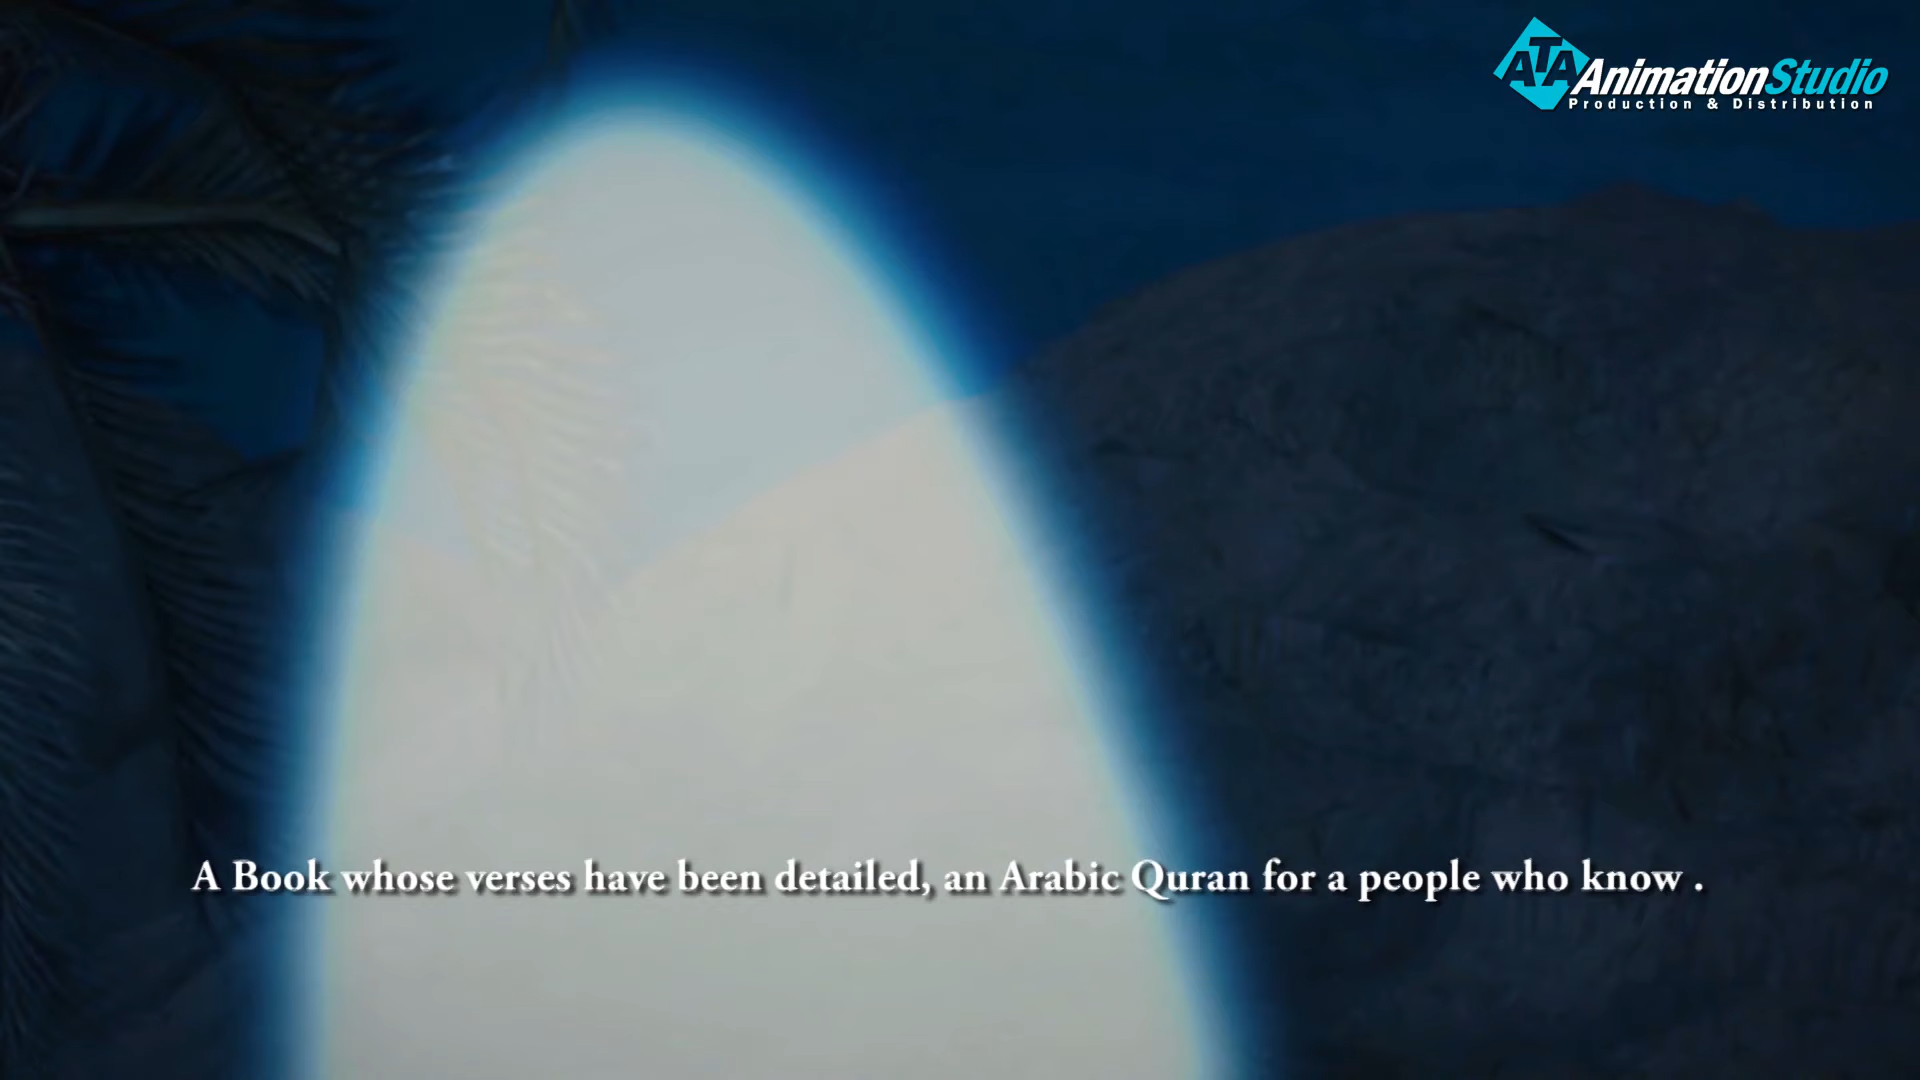 ATA AnimationStudio
Production & Distribution
A Book whose verses have been detailed, an Arabic Quran for a people who know .